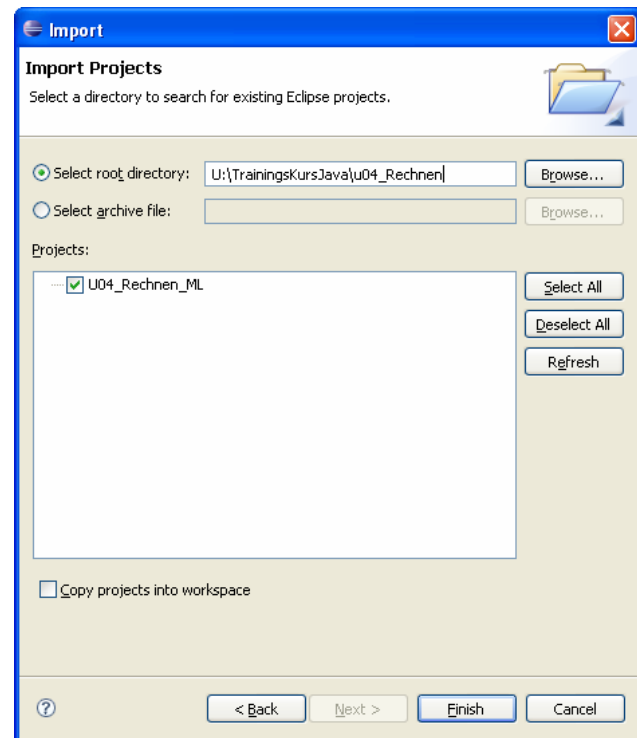 Import
Import Projects
Select a directory to search for existing Eclipse projects.
Select root directory: U:\TrainingsKursJava\u04_Rechnen Browse...
Select archive file: Browse...
Projects:
U04_Rechnen_ML
Select All
Deselect All
Refresh
Copy projects into workspace
? < Back Next > Finish Cancel